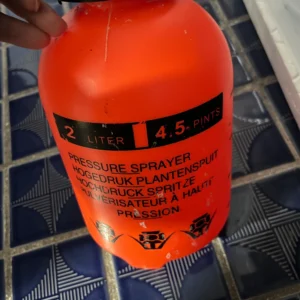 2 LITER 4.5 PINTS
PRESSURE SPRAYER
HOGEDRUK PLANTENSPUIT
HOCHDRUCK SPRITZE
PULVERISATEUR À HAUTE
PRESSION